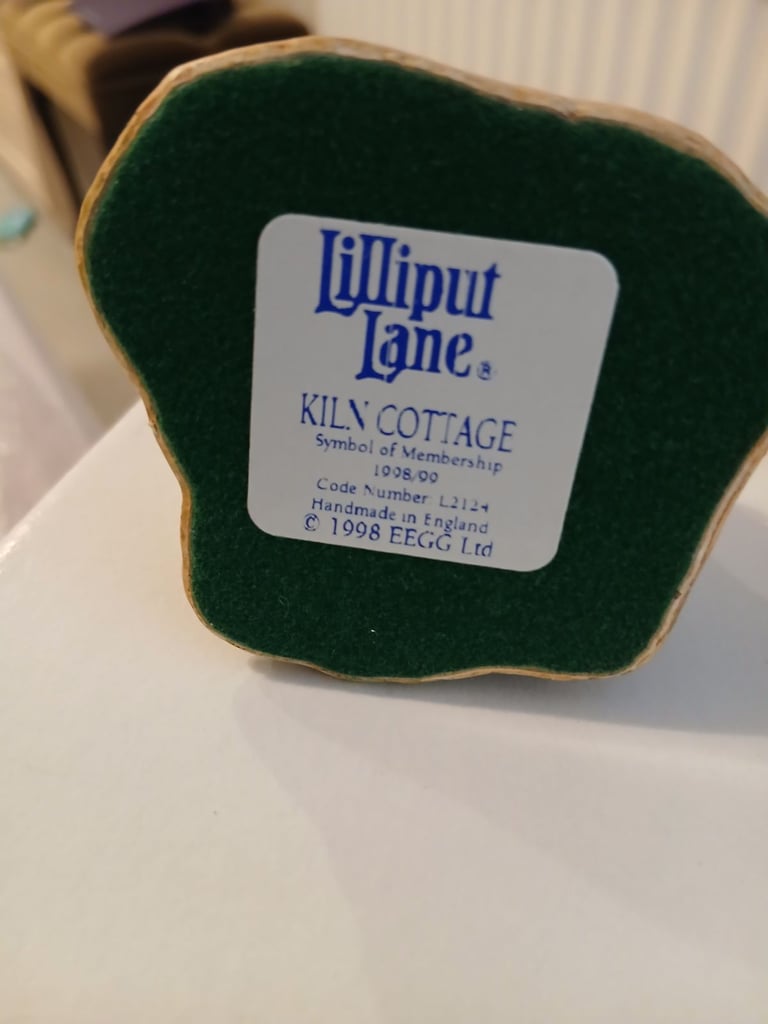 Lilliput
Lane®
KILN COTTAGE
Symbol of Membership
1998/99
Code Number: L2124
Handmade in England
© 1998 EEGG Ltd